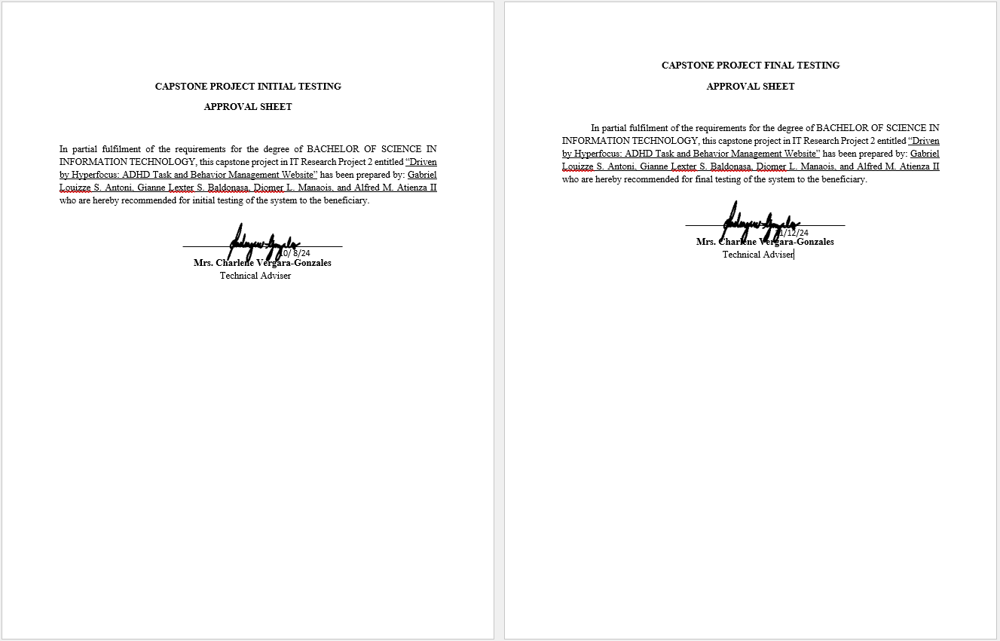 CAPSTONE PROJECT INITIAL TESTING
APPROVAL SHEET
In partial fulfilment of the requirements for the degree of BACHELOR OF SCIENCE IN
INFORMATION TECHNOLOGY, this capstone project in IT Research Project 2 entitled “Driven
by Hyperfocus: ADHD Task and Behavior Management Website” has been prepared by: Gabriel
Louizze S. Antoni, Gianne Lexter S. Baldonasa, Diomer L. Manaois, and Alfred M. Atienza II
who are hereby recommended for initial testing of the system to the beneficiary.
0/ 8/24
Mrs. Charlene Vergara-Gonzales
Technical Adviser
CAPSTONE PROJECT FINAL TESTING
APPROVAL SHEET
In partial fulfilment of the requirements for the degree of BACHELOR OF SCIENCE IN
INFORMATION TECHNOLOGY, this capstone project in IT Research Project 2 entitled “Driven
by Hyperfocus: ADHD Task and Behavior Management Website” has been prepared by: Gabriel
Louizze S. Antoni, Gianne Lexter S. Baldonasa, Diomer L. Manaois, and Alfred M. Atienza II
who are hereby recommended for final testing of the system to the beneficiary.
1/12/24
Mrs. Charlene Vergara-Gonzales
Technical Adviser